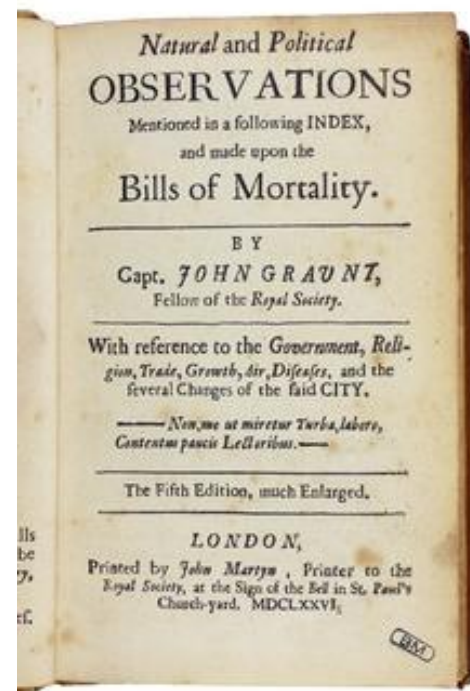 Natural and Political
OBSERVATIONS
Mentioned in a following INDEX,
and made upon the
Bills of Mortality.
BY
Capt. JOHN GRAUNT,
Fellow of the Royal Society.
With reference to the Government, Reli-
gion, Trade, Growth, Air, Diſeaſes, and the
ſeveral Changes of the ſaid CITY.
—— Non, me ut miretur Turba, laboro,
Contentus paucis Lectoribus. ——
The Fifth Edition, much Enlarged.
LONDON,
Printed by John Martyn, Printer to the
Royal Society, at the Sign of the Bell in St. Paul's
Church-yard. MDCLXXVI.
BM
lls
be
y,
ef.